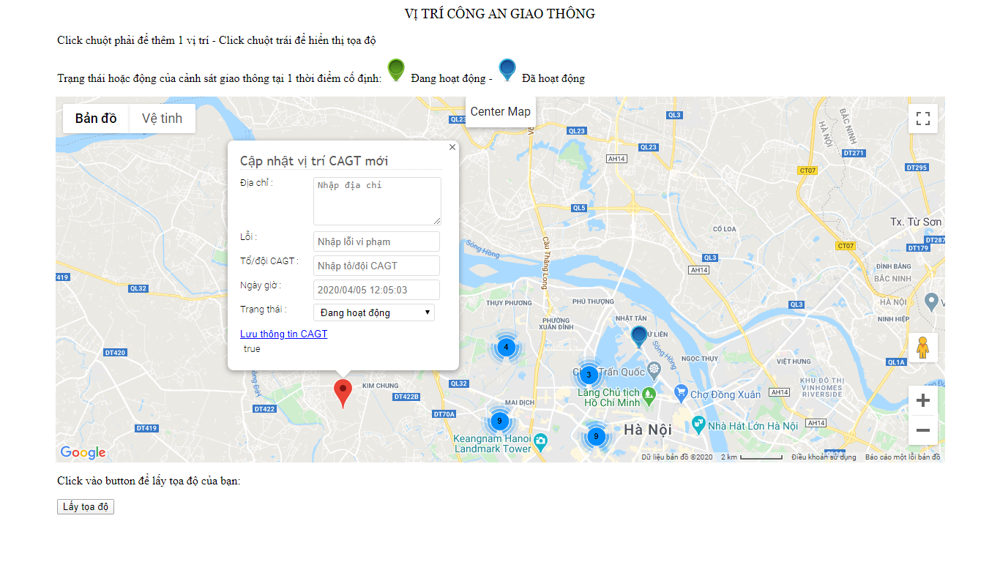 VỊ TRÍ CÔNG AN GIAO THÔNG
Click chuột phải để thêm 1 vị trí - Click chuột trái để hiển thị tọa độ
Trạng thái hoặc động của cảnh sát giao thông tại 1 thời điểm cố định: Đang hoạt động - Đã hoạt động
Bản đồ
Vệ tinh
Center Map
Cập nhật vị trí CAGT mới
×
Địa chỉ :
Nhập địa chỉ
Lỗi :
Nhập lỗi vi phạm
Tổ/đội CAGT :
Nhập tổ/đội CAGT
Ngày giờ :
2020/04/05 12:05:03
Trạng thái :
Đang hoạt động
Lưu thông tin CAGT
true
QL23
QL3
QL23
QL23
AH14
BẮC NINH
HÀ NỘI
DT271
CT07
DT295
QL5
CỔ LOA
Tx. Từ Sơn
DT287
CT07
DT179
Sông Hồng
Cầu Thăng Long
QL3
AH14
ĐÌNH BẢNG
BẮC NINH
HÀ NỘI
T419
QL32
THỤY PHƯƠNG
PHÚ THƯỢNG
QL3
NINH HIỆP
PHƯỜNG
XUÂN ĐỈNH
NHẬT TÂN
Ứ LIÊN
Sông Hồng
4
DT420
NGỌC THỤY
VIỆT HƯNG
QL1A
Trấn Quốc
3
KIM CHUNG
QL32
KHU ĐÔ THỊ
VINHOMES
RIVERSIDE
Lăng Chủ tịch
Hồ Chí Minh
Chợ Đồng Xuân
AH14
DT422B
DT422
MAI DỊCH
DT70A
9
DT419
Hà Nội
Nhà Hát Lớn Hà Nội
AH14
9
Keangnam Hanoi
Landmark Tower
Google
Dữ liệu bản đồ ©2020
2 km
Điều khoản sử dụng
Báo cáo một lỗi bản đồ
Click vào button để lấy tọa độ của bạn:
Lấy tọa độ